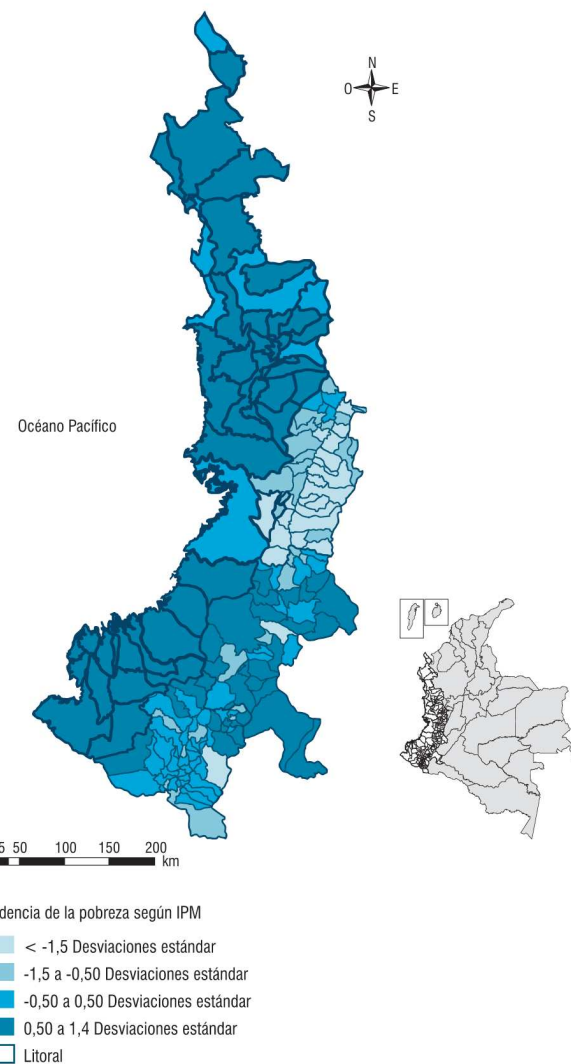 N
O E
S
Océano Pacífico
5 50 100 150 200
km
dencia de la pobreza según IPM
< -1,5 Desviaciones estándar
-1,5 a -0,50 Desviaciones estándar
-0,50 a 0,50 Desviaciones estándar
0,50 a 1,4 Desviaciones estándar
Litoral